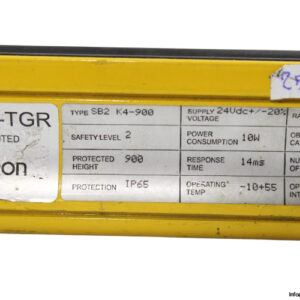 -TGR
TYPE SB2 K4-900
SUPPLY VOLTAGE 24Vdc+/-20%
SAFETY LEVEL 2
POWER CONSUMPTION 10W
PROTECTED HEIGHT 900
RESPONSE TIME 14ms
on
PROTECTION IP65
OPERATING TEMP -10+55